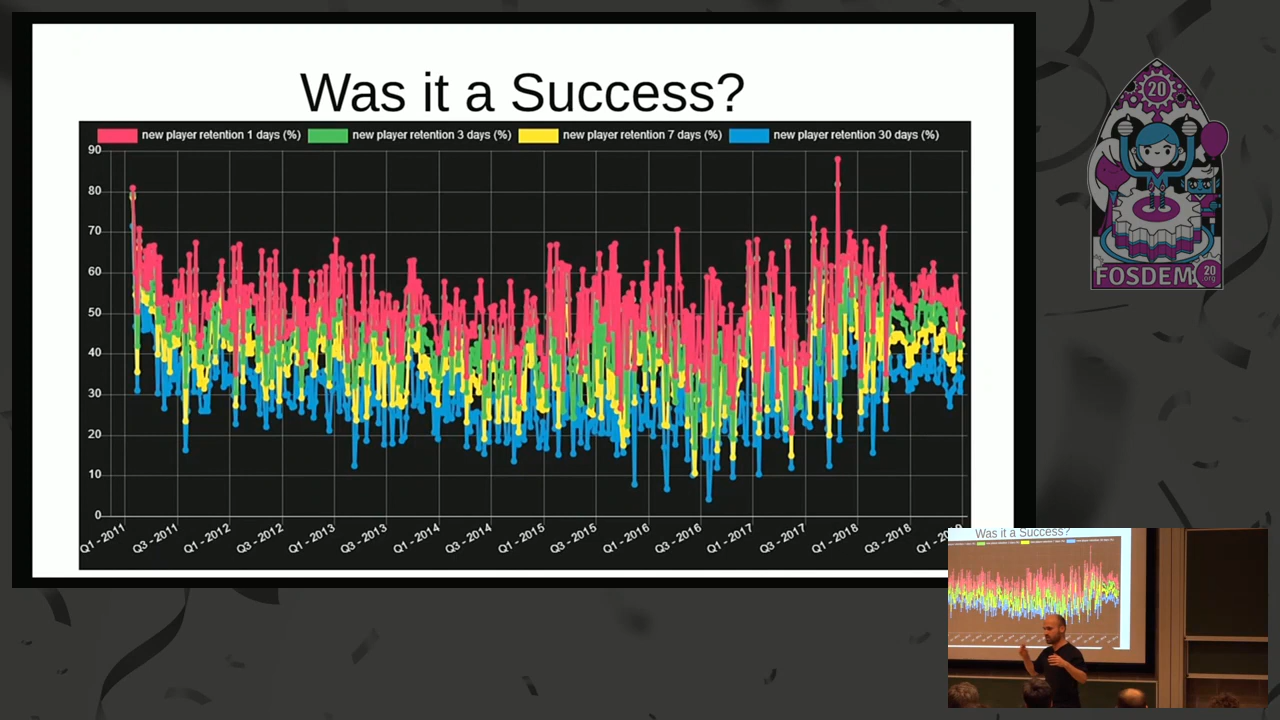 Was it a Success?
new player retention 1 days (%) new player retention 3 days (%) new player retention 7 days (%) new player retention 30 days (%)
90
80
70
60
50
40
30
20
10
0
Q1 - 2011 Q3 - 2011 Q1 - 2012 Q3 - 2012 Q1 - 2013 Q3 - 2013 Q1 - 2014 Q3 - 2014 Q1 - 2015 Q3 - 2015 Q1 - 2016 Q3 - 2016 Q1 - 2017 Q3 - 2017 Q1 - 2018 Q3 - 2018
20
FOSDEM 20
.org
Was it a Success?